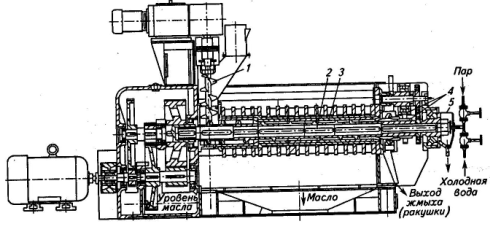 1
2
3
Пар
4
5
Уровень
масла
Масло
Выход
жмыха
(ракушки)
Холодная
вода